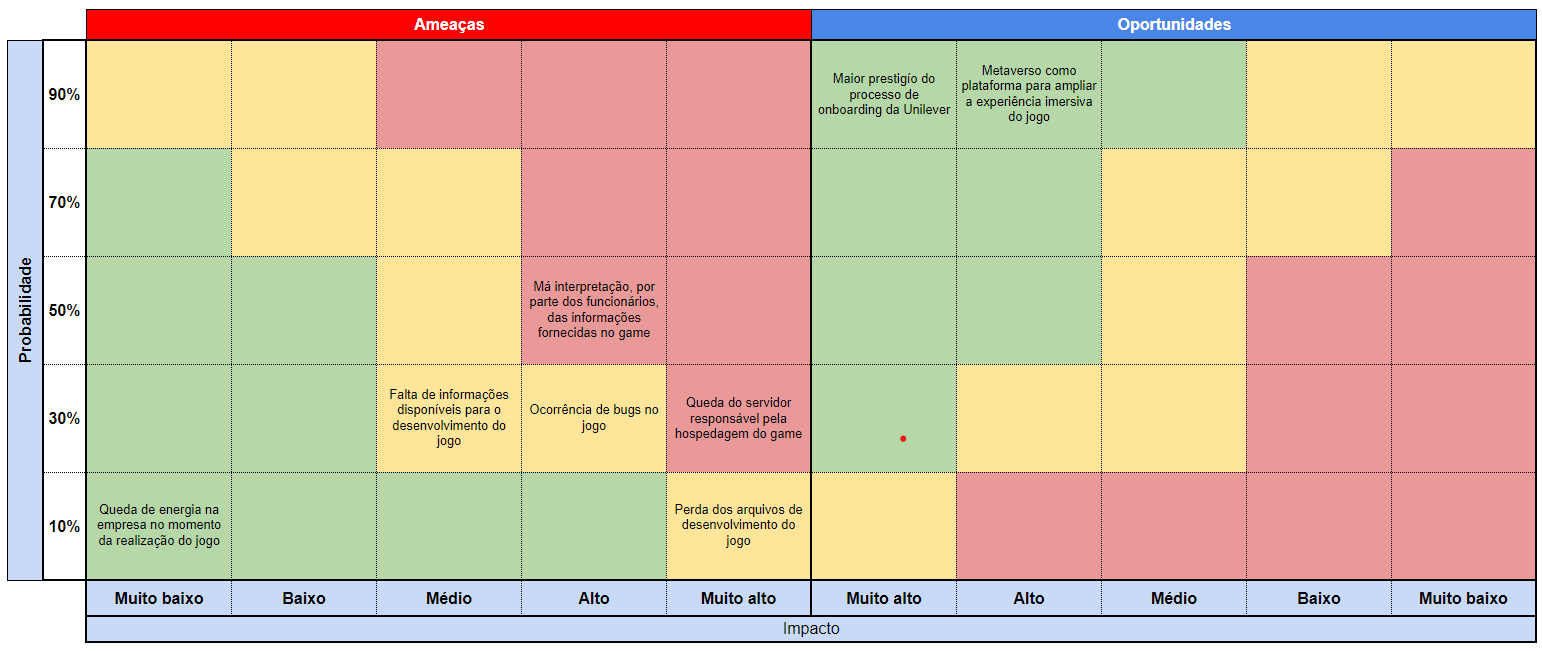 Ameaças
Oportunidades
Probabilidade
90%
Maior prestigío do
processo de
onboarding da Unilever
Metaverso como
plataforma para ampliar
a experiência imersiva
do jogo
70%
50%
Má interpretação, por
parte dos funcionários,
das informações
fornecidas no game
30%
Falta de informações
disponíveis para o
desenvolvimento do
jogo
Ocorrência de bugs no
jogo
Queda do servidor
responsável pela
hospedagem do game
10%
Queda de energia na
empresa no momento
da realização do jogo
Perda dos arquivos de
desenvolvimento do
jogo
Muito baixo
Baixo
Médio
Alto
Muito alto
Muito alto
Alto
Médio
Baixo
Muito baixo
Impacto